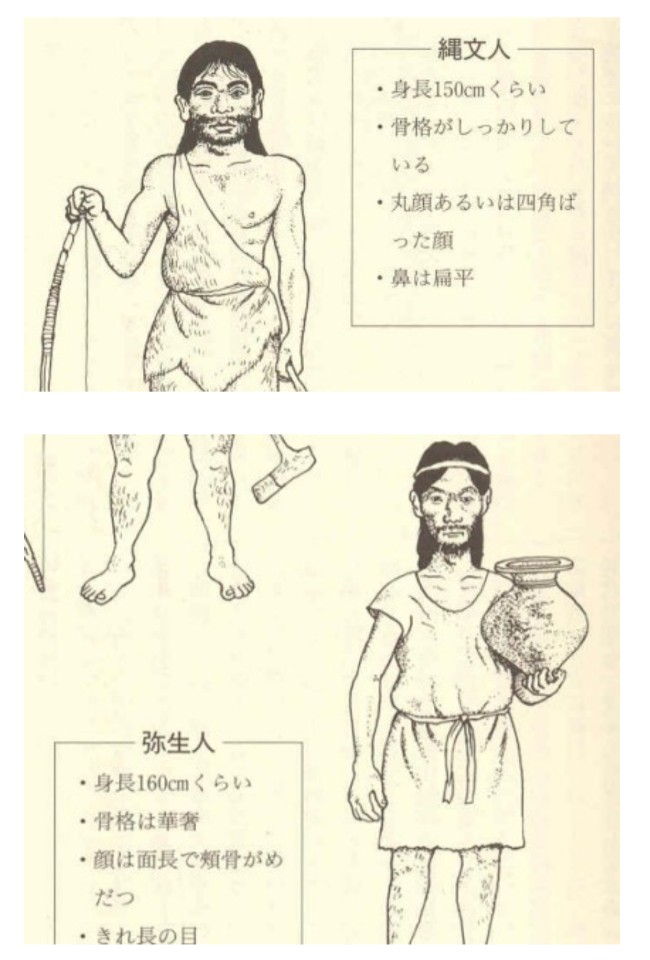 縄文人
・身長150cmくらい
・骨格がしっかりして
いる
・丸顔あるいは四角ば
った顔
・鼻は扁平
弥生人
・身長160cmくらい
・骨格は華奢
・顔は面長で頬骨がめ
だつ
・きれ長の目